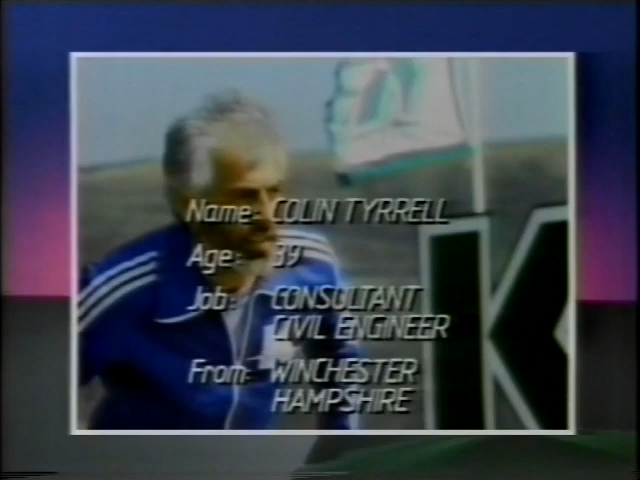 Name: COLIN TYRRELL
Age: 39
Job: CONSULTANT
CIVIL ENGINEER
From: WINCHESTER
HAMPSHIRE
K